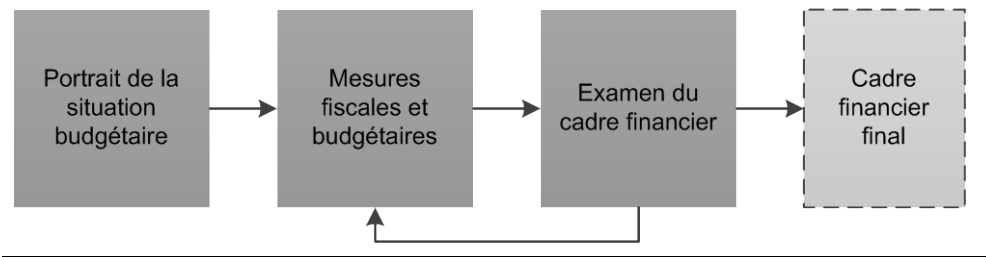 Portrait de la
situation
budgétaire
Mesures
fiscales et
budgétaires
Examen du
cadre financier
Cadre
financier
final